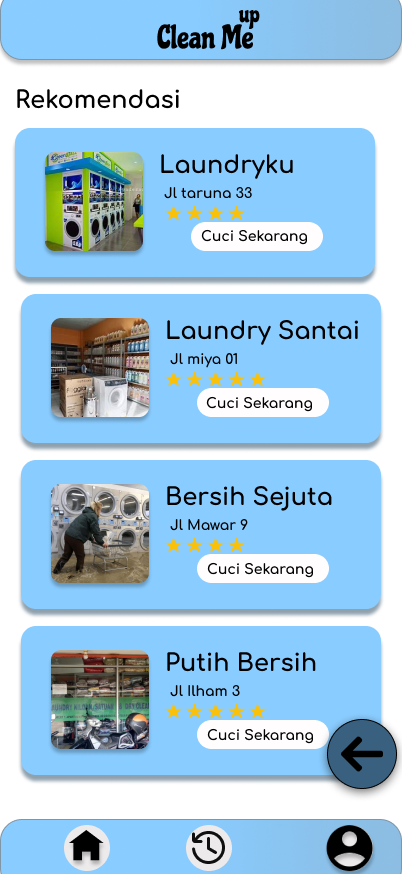 up
Clean Me
Rekomendasi
Laundryku
Jl taruna 33
Cuci Sekarang
Laundry Santai
Jl miya 01
Cuci Sekarang
Bersih Sejuta
Jl Mawar 9
Cuci Sekarang
Putih Bersih
Jl Ilham 3
Cuci Sekarang